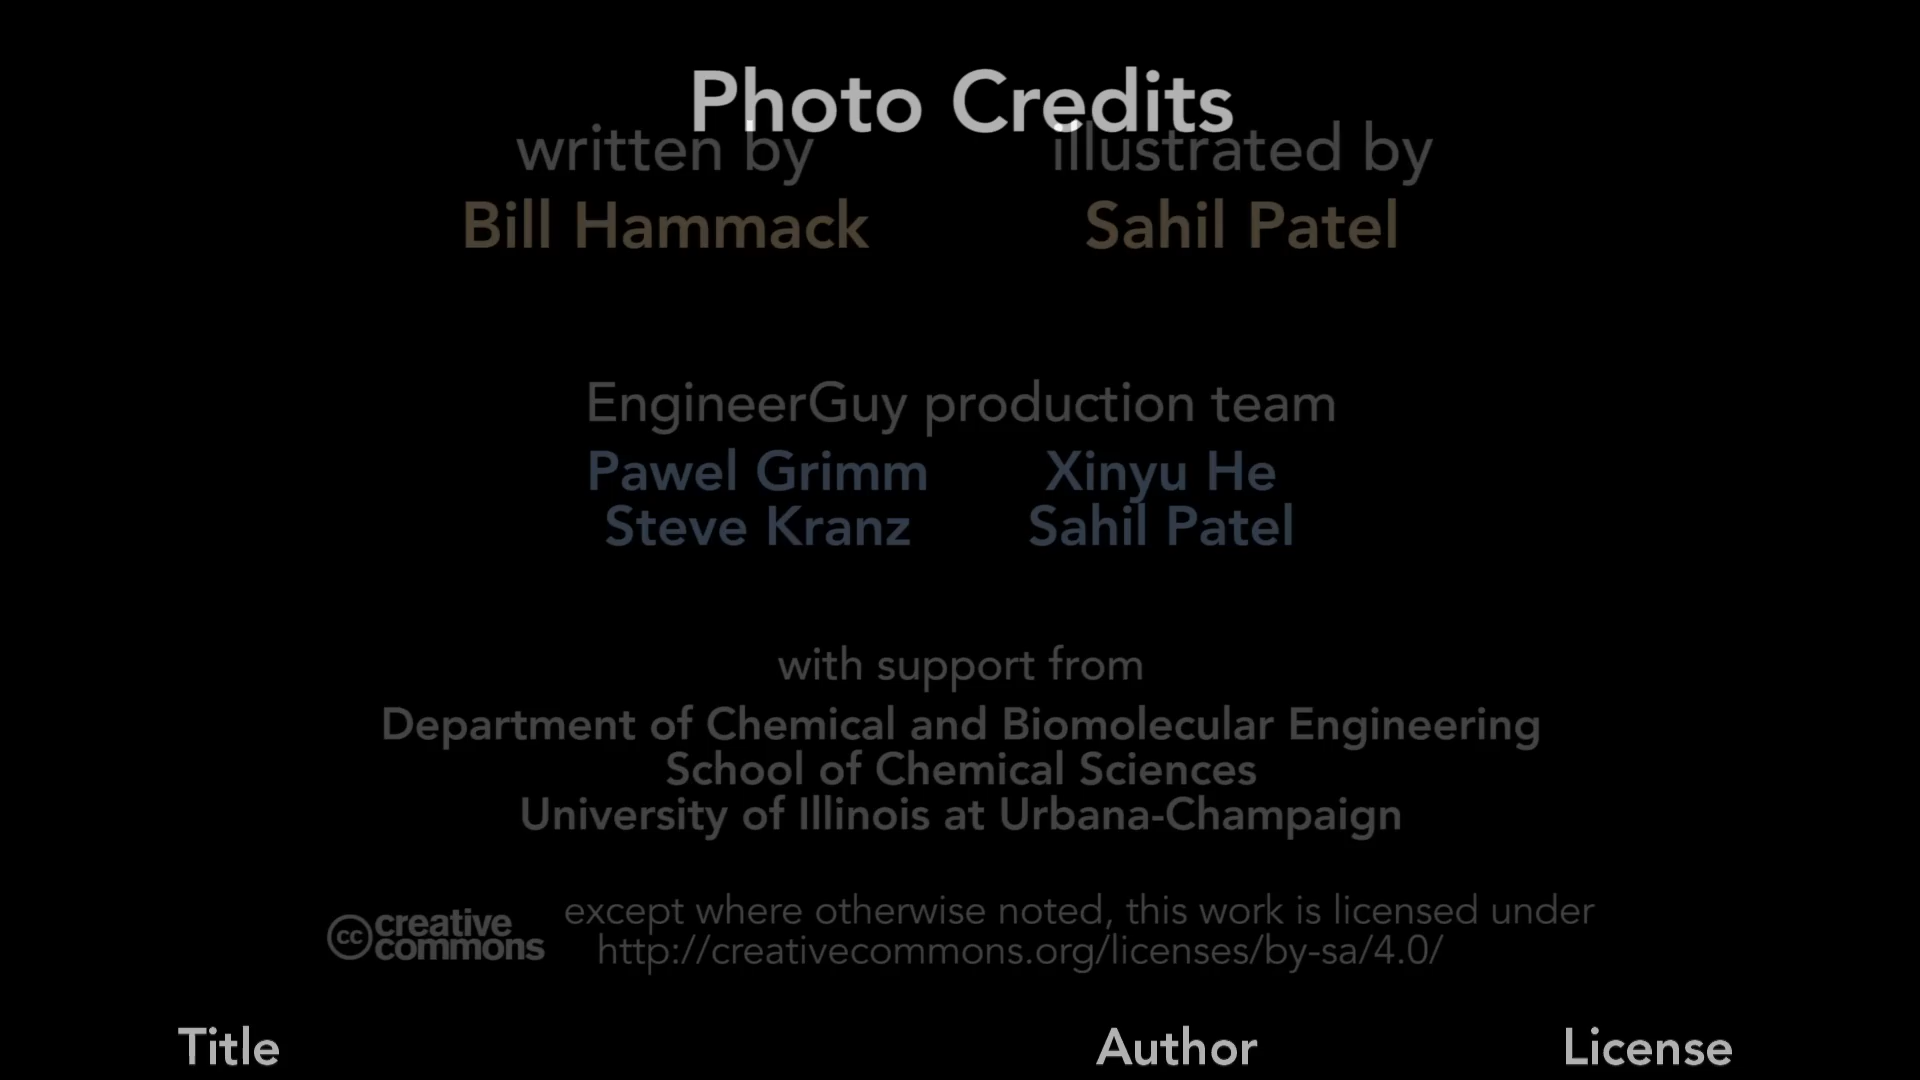 Photo Credits
written by illustrated by
Bill Hammack Sahil Patel
EngineerGuy production team
Pawel Grimm Xinyu He
Steve Kranz Sahil Patel
with support from
Department of Chemical and Biomolecular Engineering
School of Chemical Sciences
University of Illinois at Urbana-Champaign
cc creative commons
except where otherwise noted, this work is licensed under
http://creativecommons.org/licenses/by-sa/4.0/
Title Author License